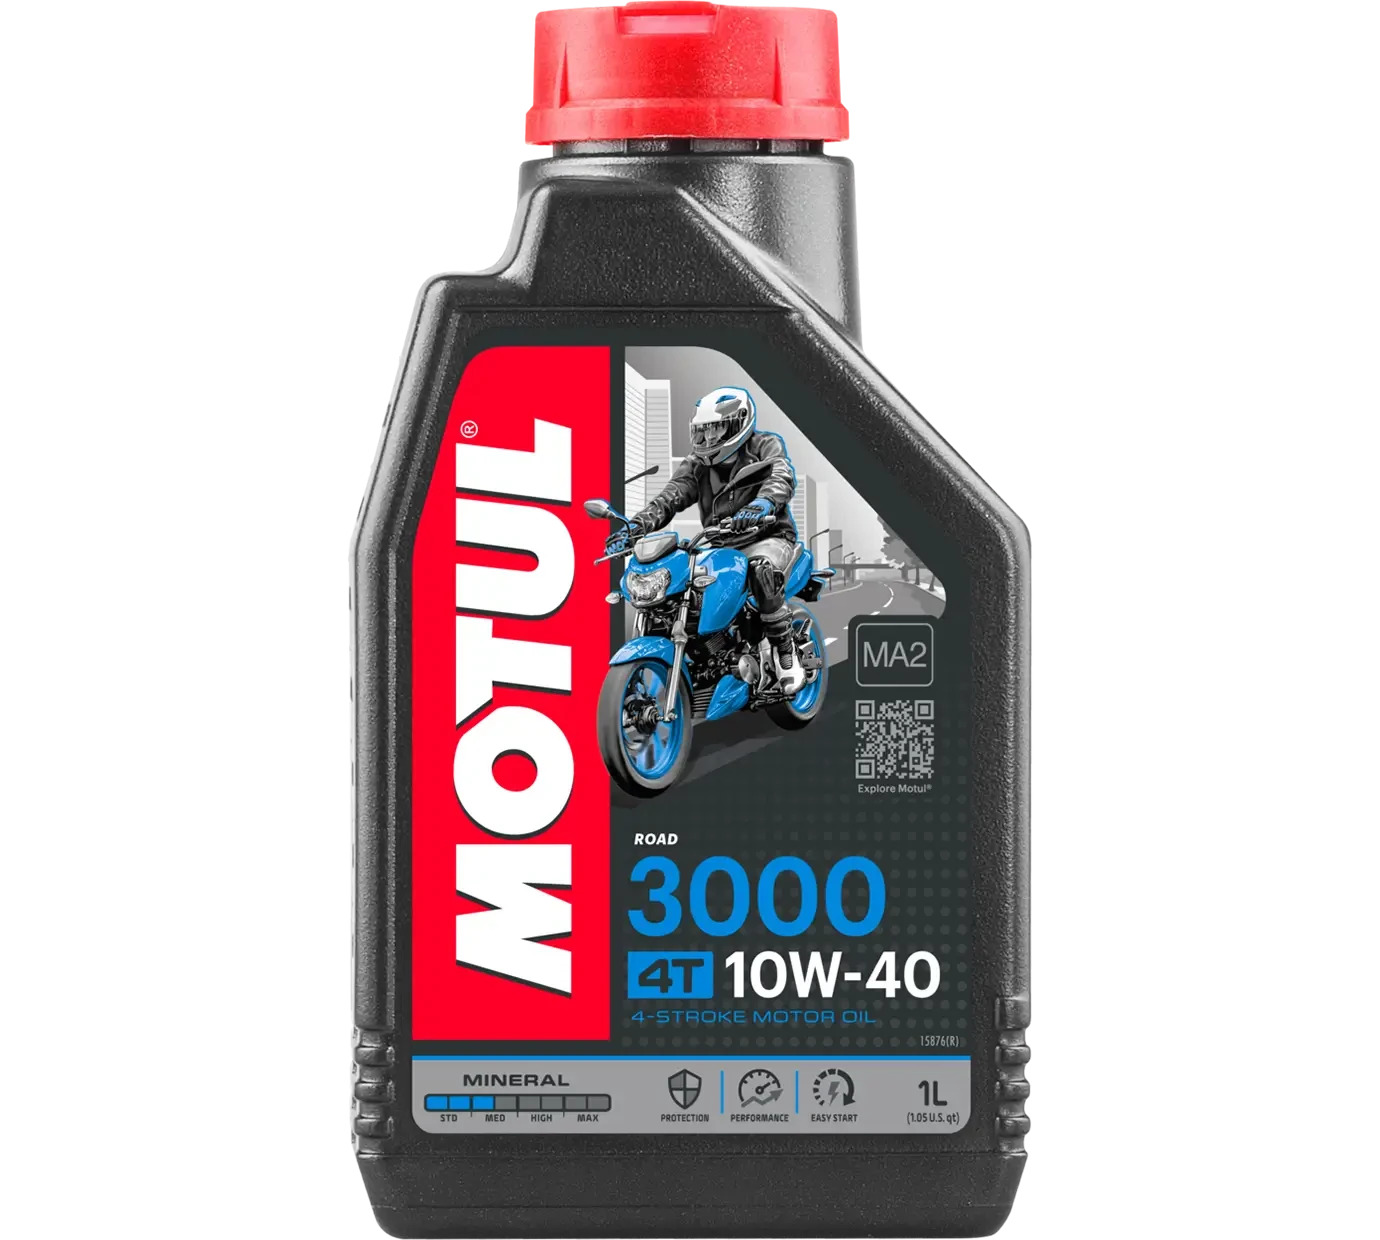 MOTUL®
MA2
Explore Motul®
ROAD
3000
4T 10W-40
4-STROKE MOTOR OIL
15876(R)
MINERAL
STD MED HIGH MAX
PROTECTION
PERFORMANCE
EASY START
1L
(1.05 U.S. qt)